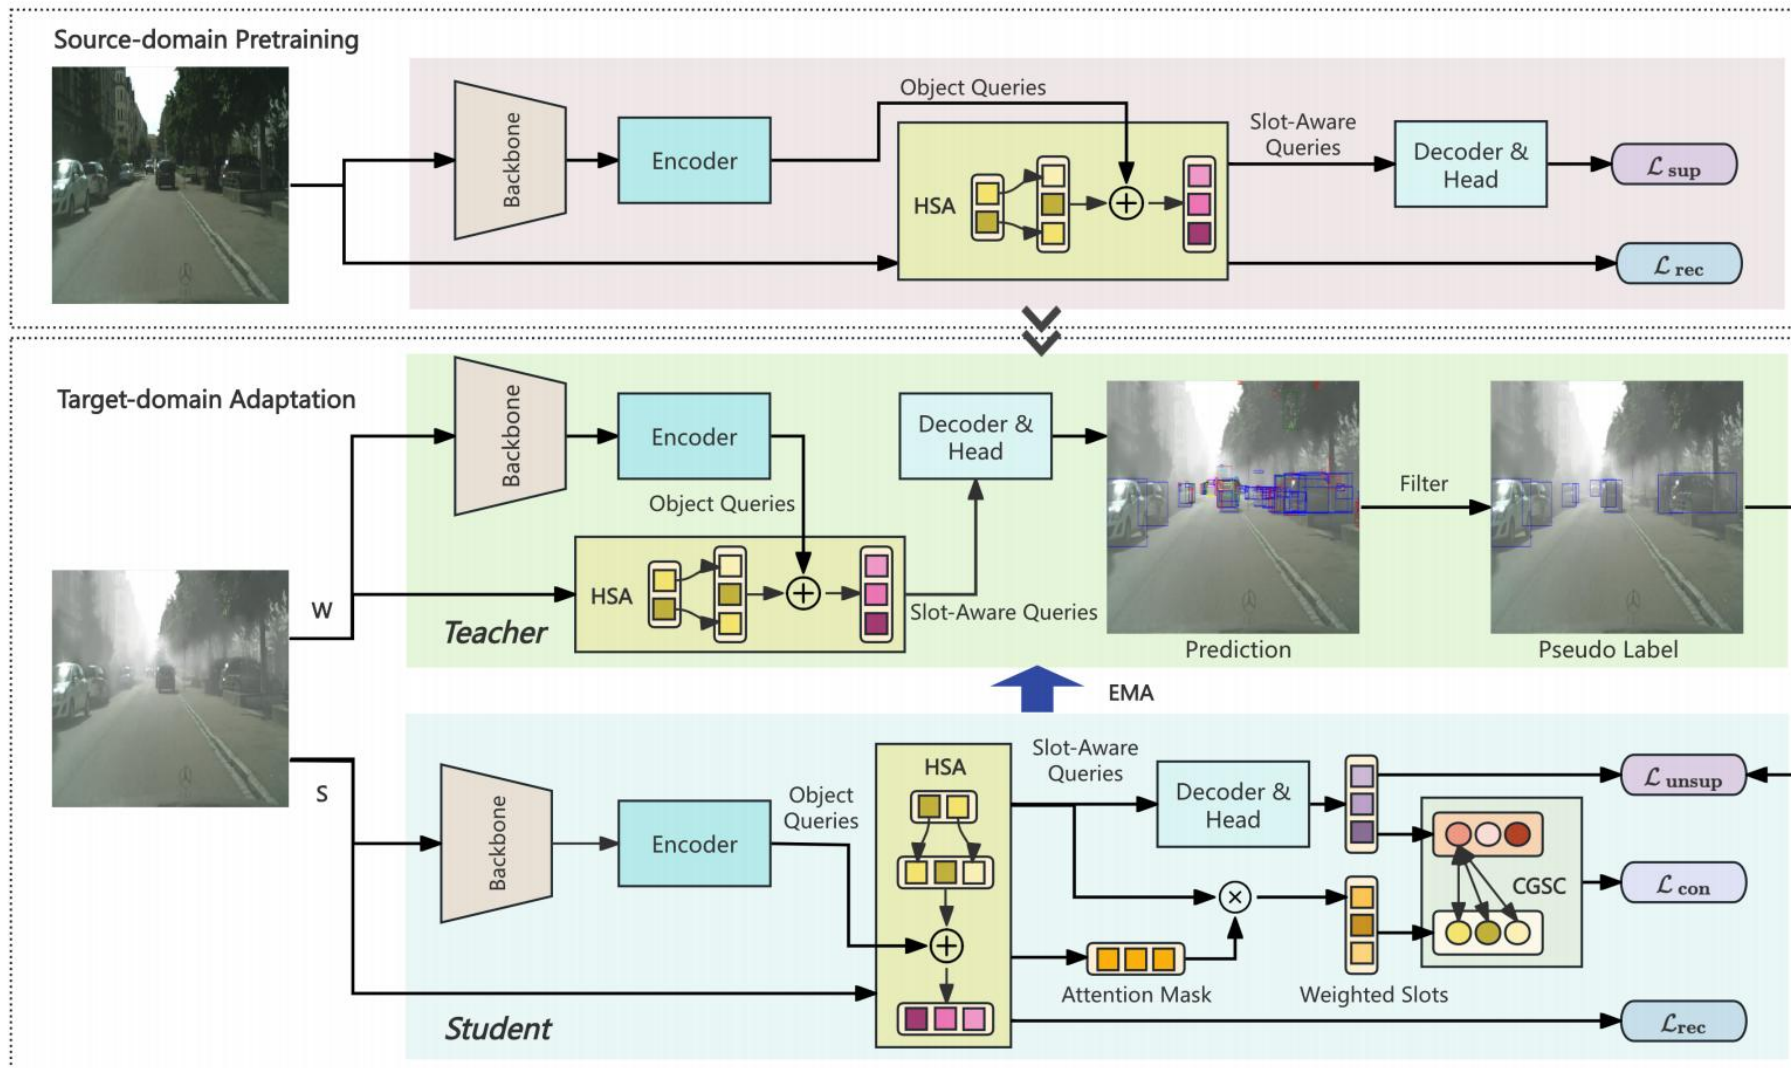 Source-domain Pretraining
Backbone
Encoder
Object Queries
HSA
Slot-Aware
Queries
Decoder &
Head
ℒ sup
ℒ rec
Target-domain Adaptation
Backbone
Encoder
Object Queries
HSA
Decoder &
Head
Slot-Aware Queries
Teacher
Prediction
Filter
Pseudo Label
W
S
EMA
Backbone
Encoder
Object
Queries
HSA
Slot-Aware
Queries
Decoder &
Head
Attention Mask
Weighted Slots
CGSC
ℒ unsup
ℒ con
ℒrec
Student